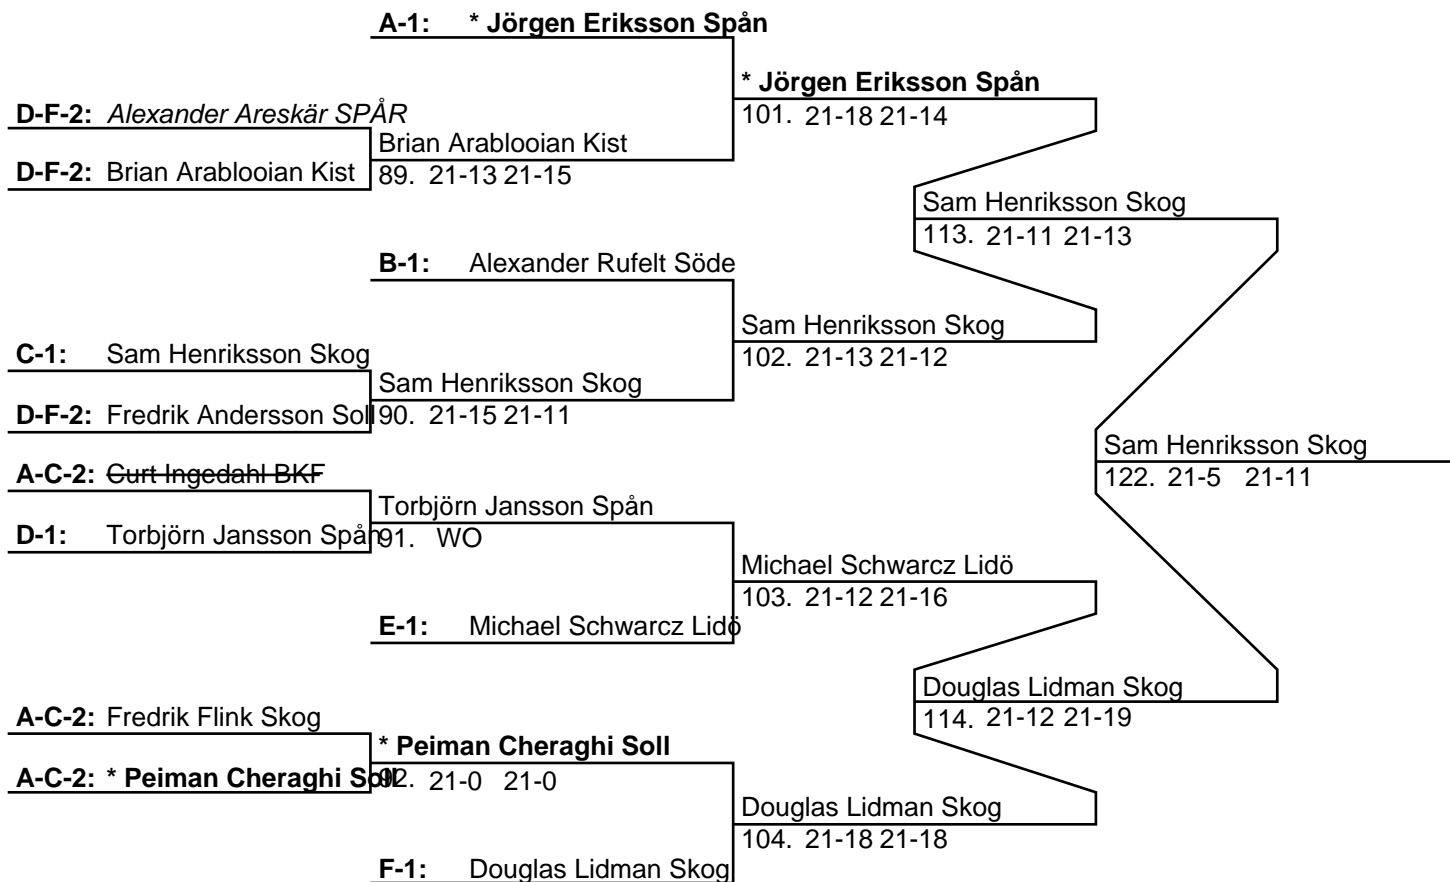 A-1: * Jörgen Eriksson Spån
* Jörgen Eriksson Spån
101. 21-18 21-14
D-F-2: Alexander Areskär SPÅR
Brian Arablooian Kist
D-F-2: Brian Arablooian Kist
89. 21-13 21-15
Sam Henriksson Skog
113. 21-11 21-13
B-1: Alexander Rufelt Söde
Sam Henriksson Skog
102. 21-13 21-12
C-1: Sam Henriksson Skog
Sam Henriksson Skog
D-F-2: Fredrik Andersson Soll
90. 21-15 21-11
Sam Henriksson Skog
122. 21-5 21-11
A-C-2: Curt Ingedahl BKF
Torbjörn Jansson Spån
D-1: Torbjörn Jansson Spån
91. WO
Michael Schwarcz Lidö
103. 21-12 21-16
E-1: Michael Schwarcz Lidö
Douglas Lidman Skog
114. 21-12 21-19
A-C-2: Fredrik Flink Skog
* Peiman Cheraghi Soll
A-C-2: * Peiman Cheraghi Soll
92. 21-0 21-0
Douglas Lidman Skog
104. 21-18 21-18
F-1: Douglas Lidman Skog